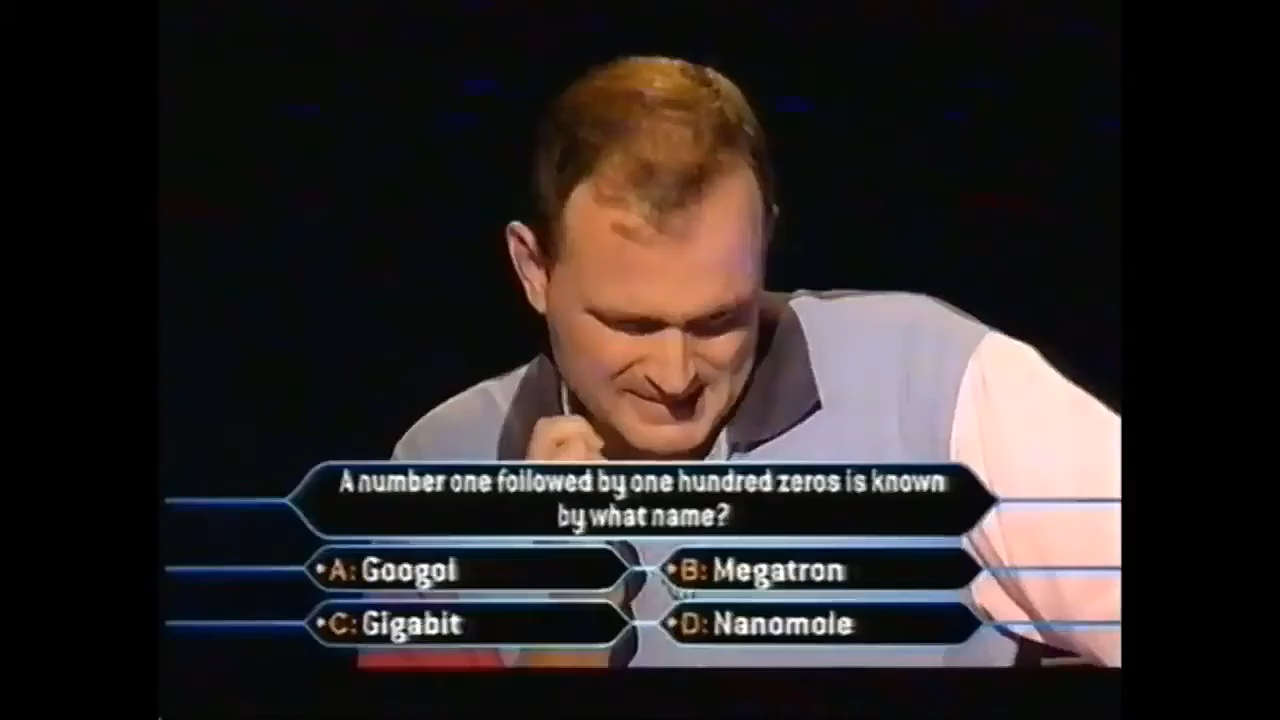 A number one followed by one hundred zeros is known
by what name?
•A: Googol
•B: Megatron
•C: Gigabit
•D: Nanomole